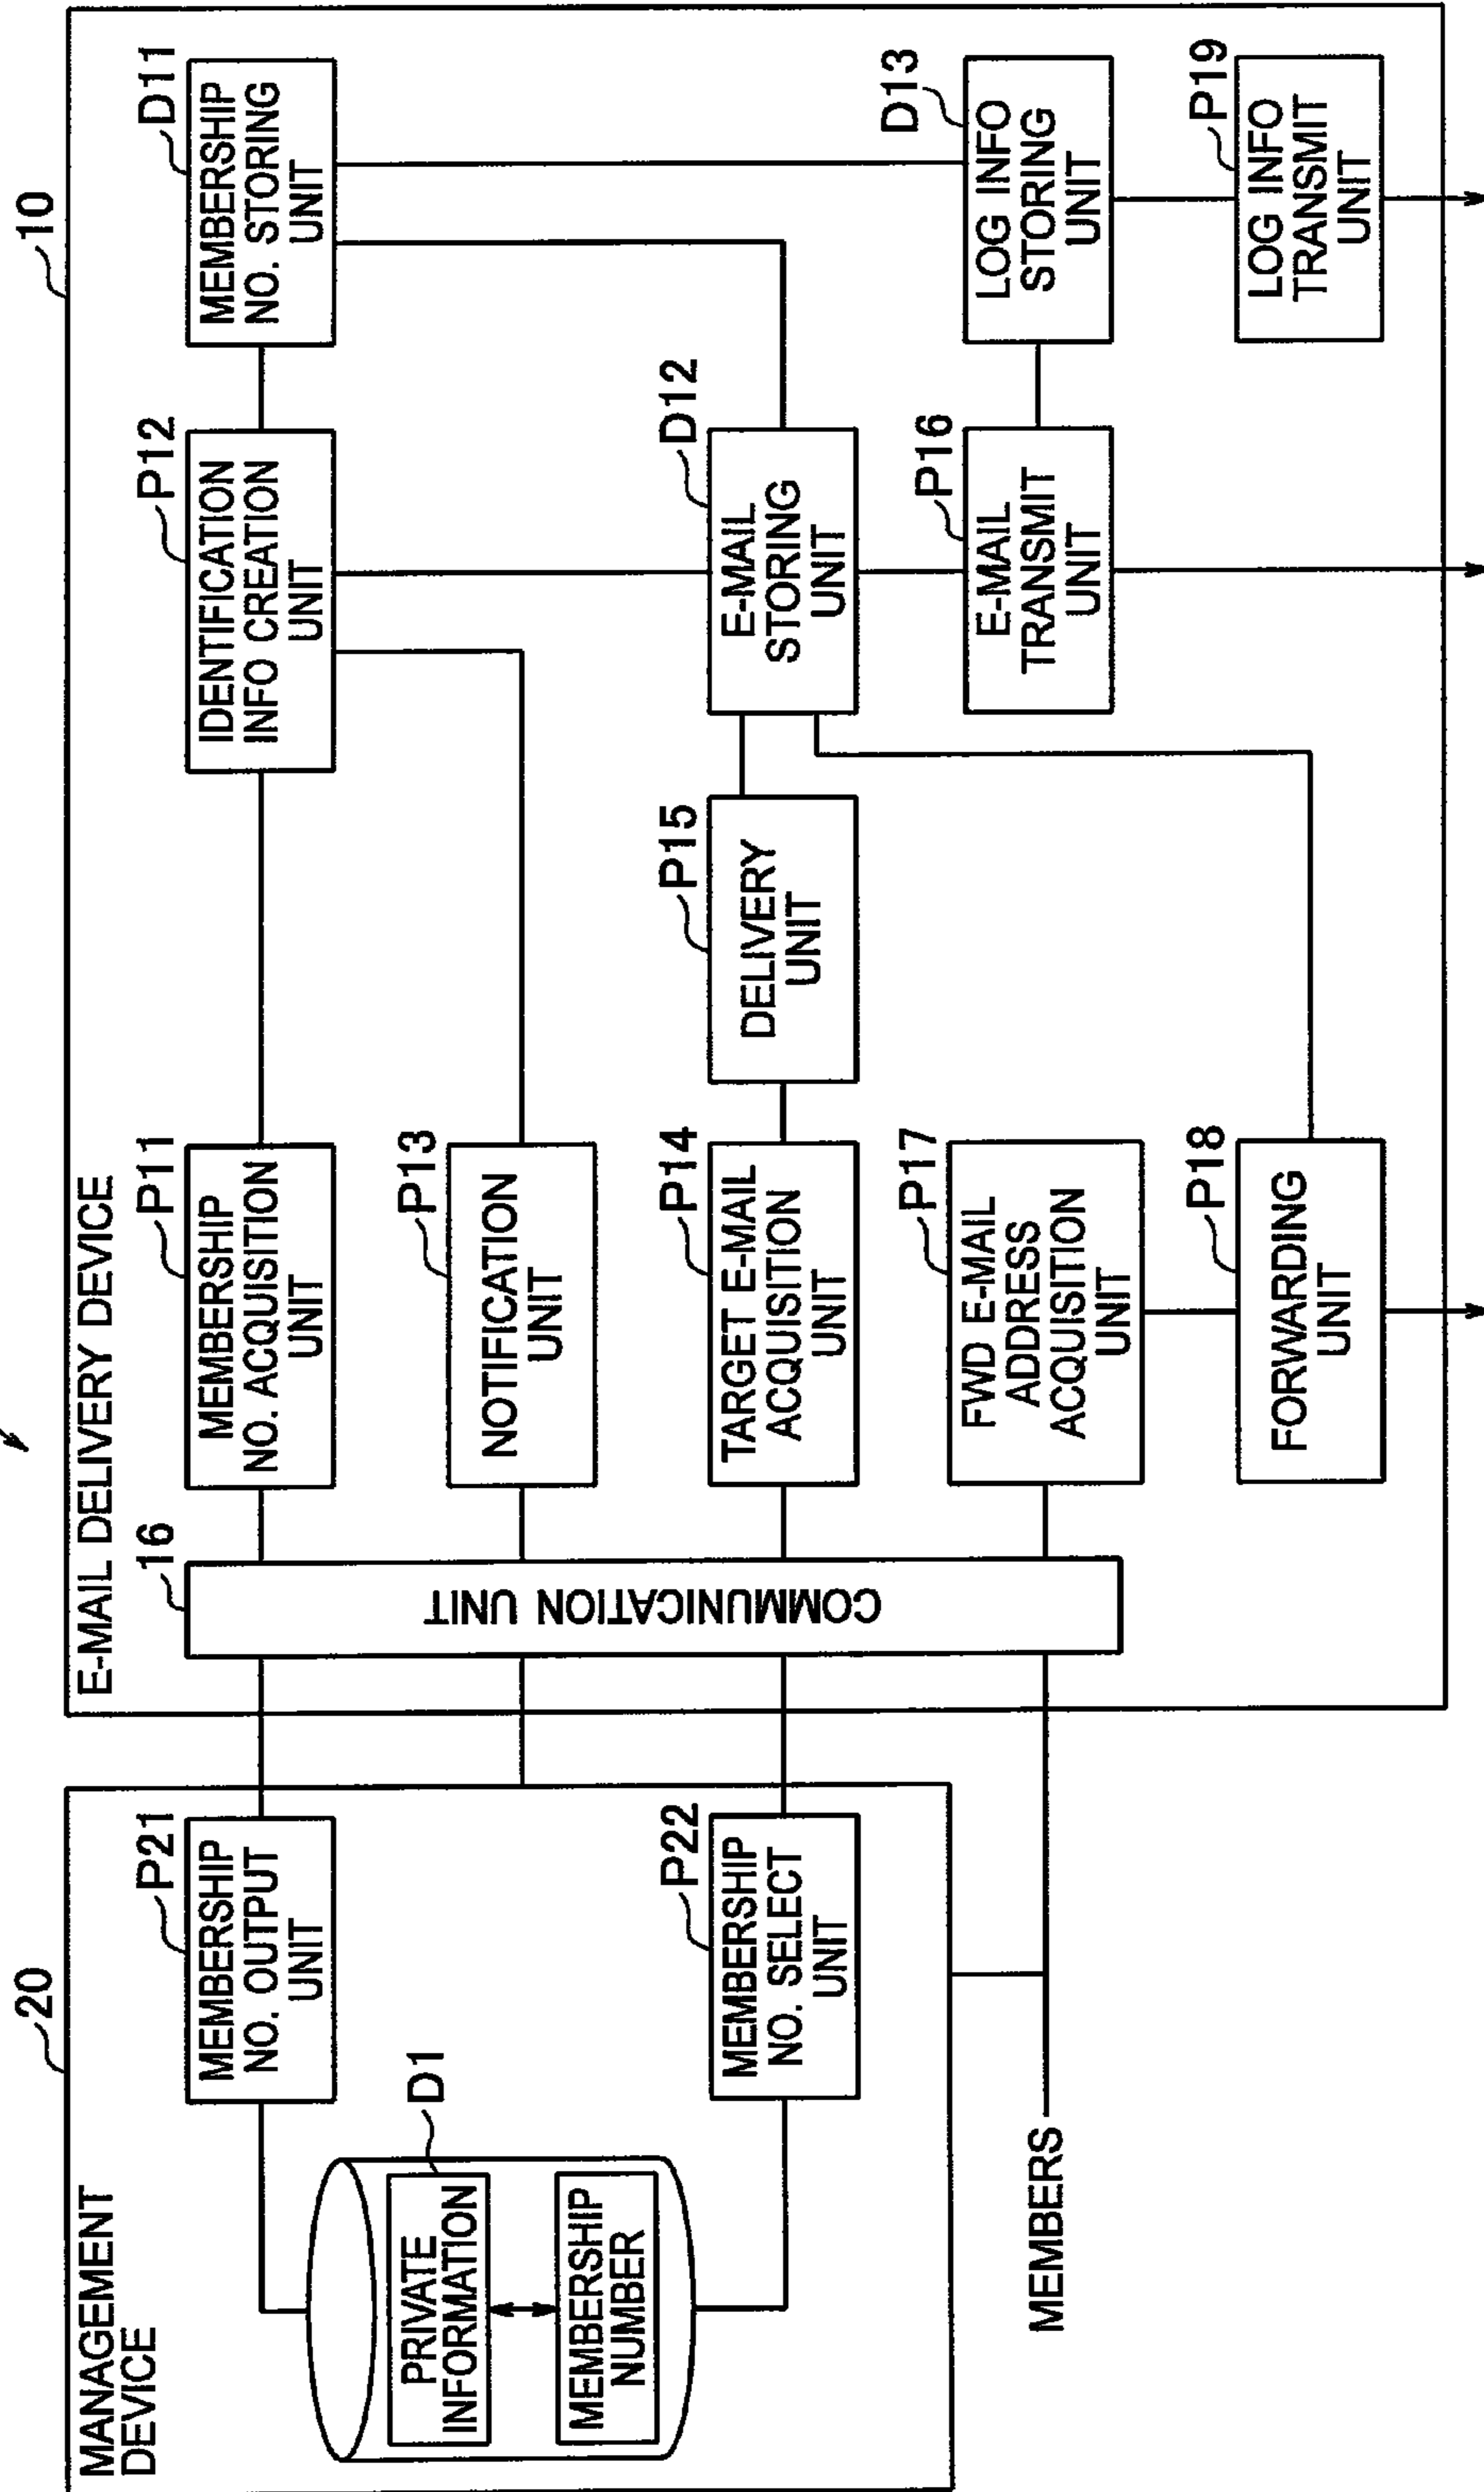 20
MANAGEMENT
DEVICE
P21
MEMBERSHIP
NO. OUTPUT
UNIT
D1
PRIVATE
INFORMATION
MEMBERSHIP
NUMBER
P22
MEMBERSHIP
NO. SELECT
UNIT
MEMBERS
10
E-MAIL DELIVERY DEVICE
16
COMMUNICATION UNIT
P11
MEMBERSHIP
NO. ACQUISITION
UNIT
P12
IDENTIFICATION
INFO CREATION
UNIT
D11
MEMBERSHIP
NO. STORING
UNIT
P13
NOTIFICATION
UNIT
P14
TARGET E-MAIL
ACQUISITION
UNIT
P15
DELIVERY
UNIT
D12
E-MAIL
STORING
UNIT
P17
FWD E-MAIL
ADDRESS
ACQUISITION
UNIT
P16
E-MAIL
TRANSMIT
UNIT
D13
LOG INFO
STORING
UNIT
P18
FORWARDING
UNIT
P19
LOG INFO
TRANSMIT
UNIT